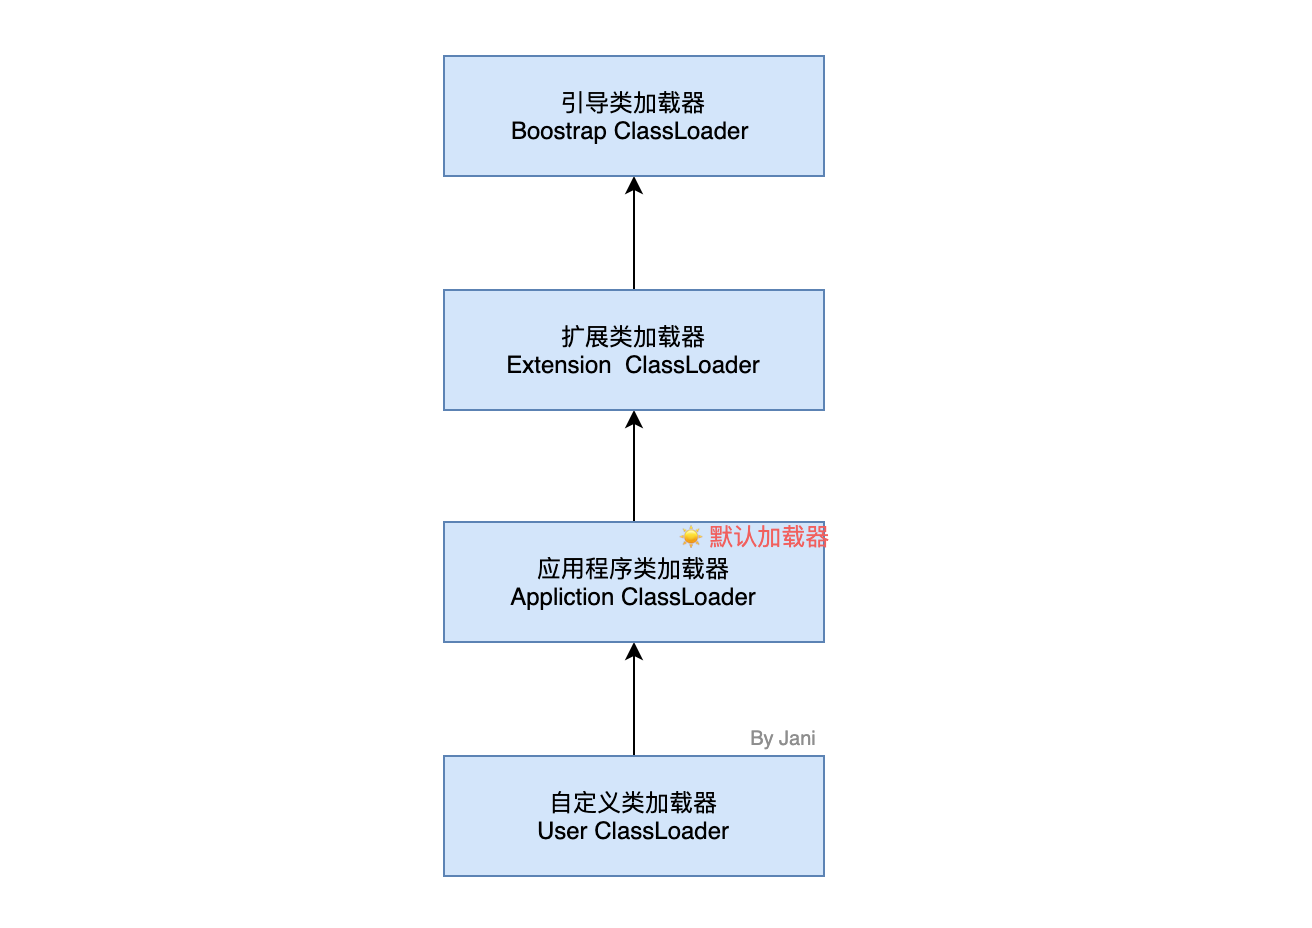 引导类加载器
Boostrap ClassLoader
扩展类加载器
Extension  ClassLoader
☀️ 默认加载器
应用程序类加载器
Appliction ClassLoader
By Jani
自定义类加载器
User ClassLoader